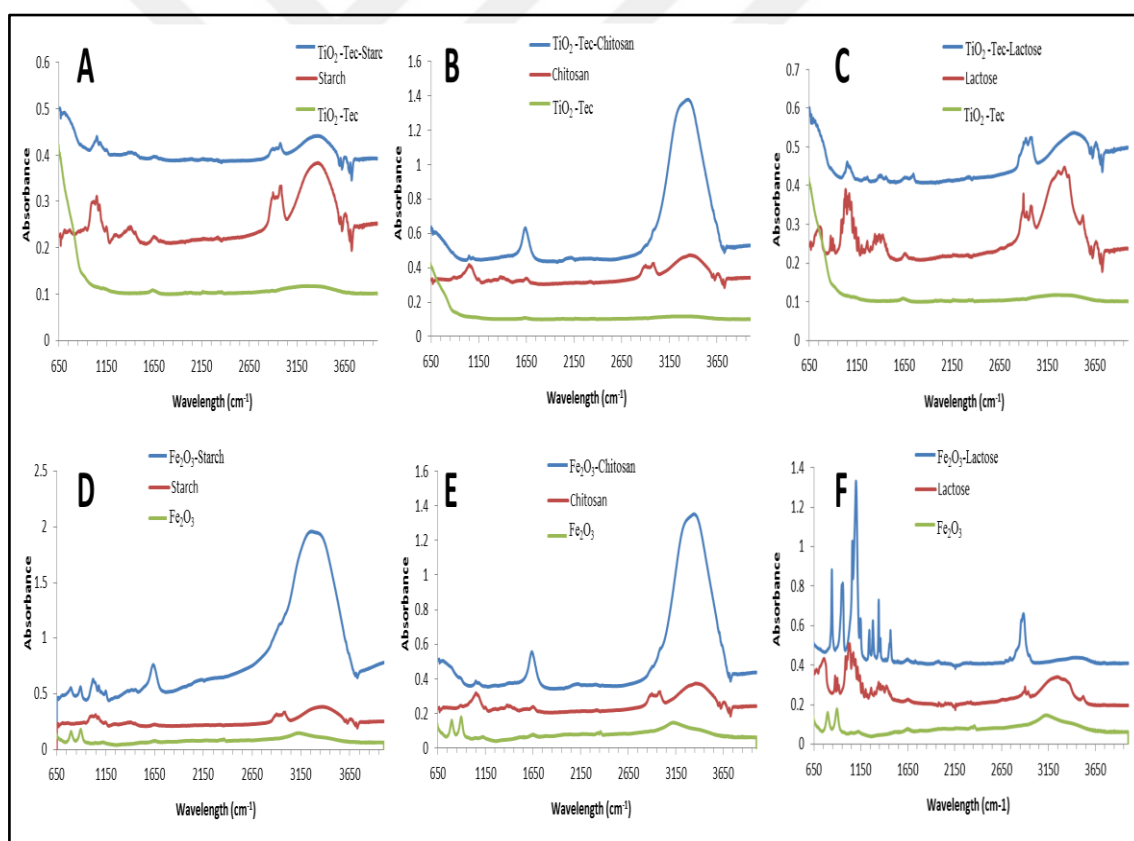 A
TiO₂-Tec-Starc
Starch
TiO₂-Tec
0.6
0.5
0.4
0.3
0.2
0.1
0
Absorbance
650 1150 1650 2150 2650 3150 3650
Wavelength (cm⁻¹)
B
TiO₂-Tec-Chitosan
Chitosan
TiO₂-Tec
1.6
1.4
1.2
1
0.8
0.6
0.4
0.2
0
Absorbance
650 1150 1650 2150 2650 3150 3650
Wavelength (cm⁻¹)
C
TiO₂-Tec-Lactose
Lactose
TiO₂-Tec
0.7
0.6
0.5
0.4
0.3
0.2
0.1
0
Absorbance
650 1150 1650 2150 2650 3150 3650
Wavelength (cm⁻¹)
D
Fe₂O₃-Starch
Starch
Fe₂O₃
2.5
2
1.5
1
0.5
0
Absorbance
650 1150 1650 2150 2650 3150 3650
Wavelength (cm⁻¹)
E
Fe₂O₃-Chitosan
Chitosan
Fe₂O₃
1.6
1.4
1.2
1
0.8
0.6
0.4
0.2
0
Absorbance
650 1150 1650 2150 2650 3150 3650
Wavelength (cm⁻¹)
F
Fe₂O₃-Lactose
Lactose
Fe₂O₃
1.4
1.2
1
0.8
0.6
0.4
0.2
0
Absorbance
650 1150 1650 2150 2650 3150 3650
Wavelength (cm-1)